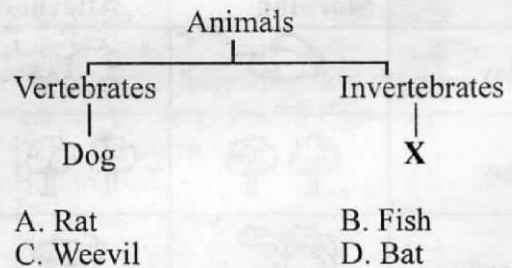 Animals
Vertebrates Invertebrates
Dog X
A. Rat B. Fish
C. Weevil D. Bat